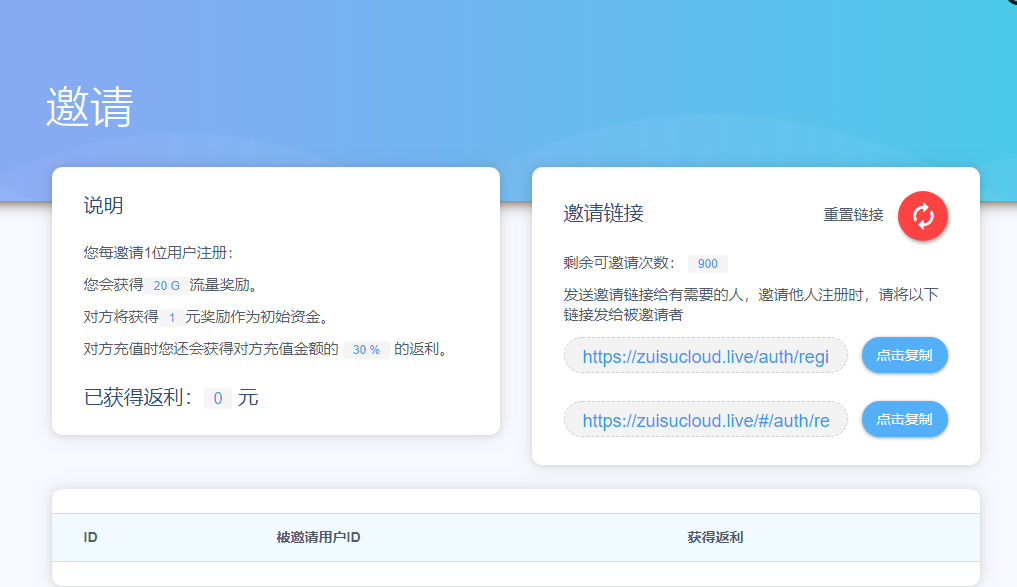 邀请
说明
您每邀请1位用户注册：
您会获得 20 G 流量奖励。
对方将获得 1 元奖励作为初始资金。
对方充值时您还会获得对方充值金额的 30 % 的返利。
已获得返利： 0 元
邀请链接
重置链接
剩余可邀请次数： 900
发送邀请链接给有需要的人，邀请他人注册时，请将以下
链接发给被邀请者
https://zuisucloud.live/auth/regi
点击复制
https://zuisucloud.live/#/auth/re
点击复制
ID 被邀请用户ID 获得返利